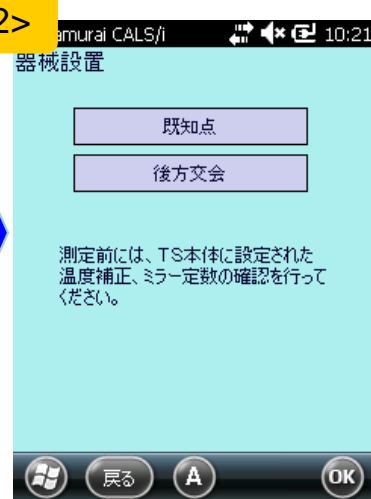 2>
amurai CALS/i 10:21
器械設置
既知点
後方交会
測定前には、TS本体に設定された
温度補正、ミラー定数の確認を行って
ください。
戻る A OK